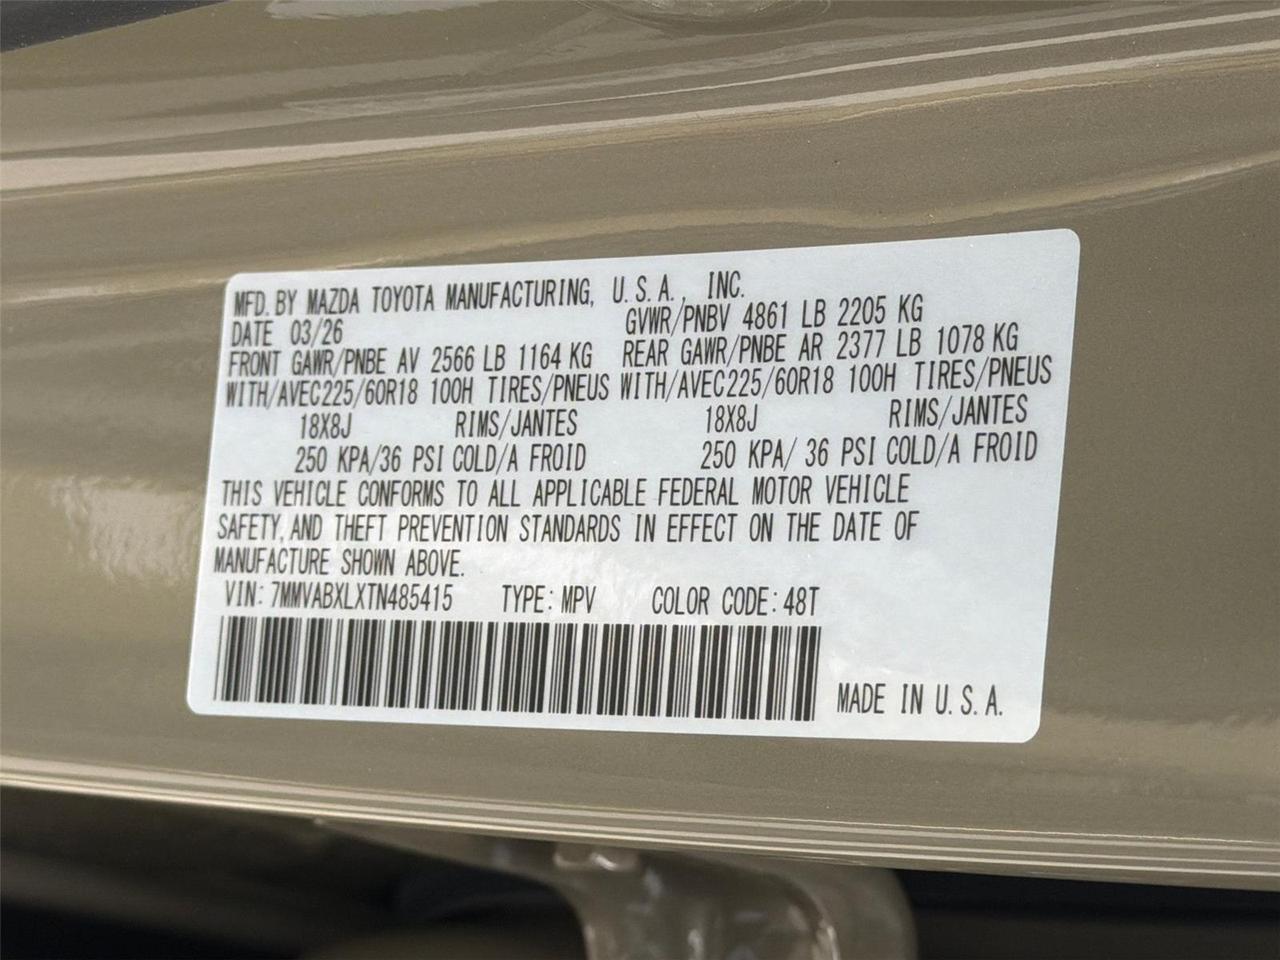 MFD. BY MAZDA TOYOTA MANUFACTURING, U.S.A., INC.
DATE 03/26 GVWR/PNBV 4861 LB 2205 KG
FRONT GAWR/PNBE AV 2566 LB 1164 KG REAR GAWR/PNBE AR 2377 LB 1078 KG
WITH/AVEC225/60R18 100H TIRES/PNEUS WITH/AVEC225/60R18 100H TIRES/PNEUS
18X8J RIMS/JANTES 18X8J RIMS/JANTES
250 KPA/36 PSI COLD/A FROID 250 KPA/ 36 PSI COLD/A FROID
THIS VEHICLE CONFORMS TO ALL APPLICABLE FEDERAL MOTOR VEHICLE
SAFETY, AND THEFT PREVENTION STANDARDS IN EFFECT ON THE DATE OF
MANUFACTURE SHOWN ABOVE.
VIN: 7MMVABXLXTN485415 TYPE: MPV COLOR CODE: 48T
MADE IN U.S.A.